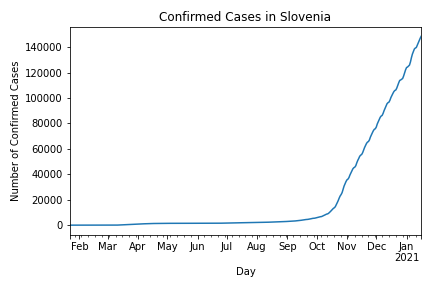 Confirmed Cases in Slovenia
Number of Confirmed Cases
140000
120000
100000
80000
60000
40000
20000
0
Feb Mar Apr May Jun Jul Aug Sep Oct Nov Dec Jan
2021
Day